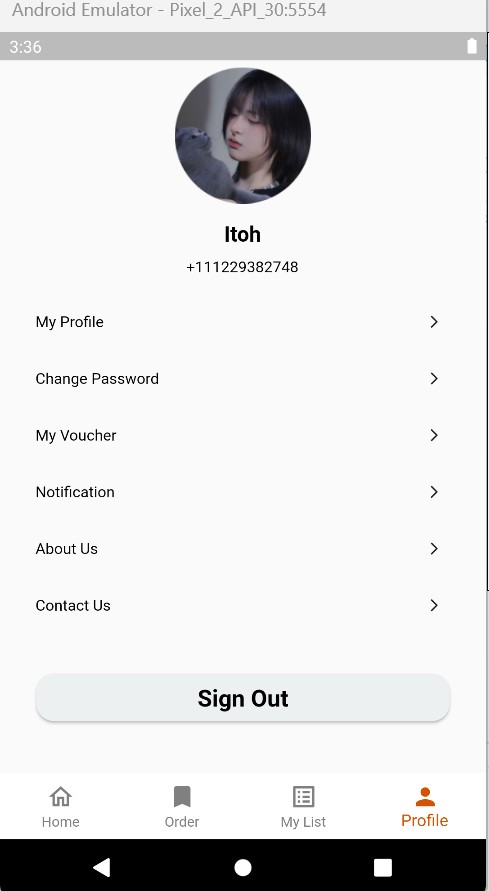 Android Emulator - Pixel_2_API_30:5554
3:36
Itoh
+111229382748
My Profile
Change Password
My Voucher
Notification
About Us
Contact Us
Sign Out
Home
Order
My List
Profile